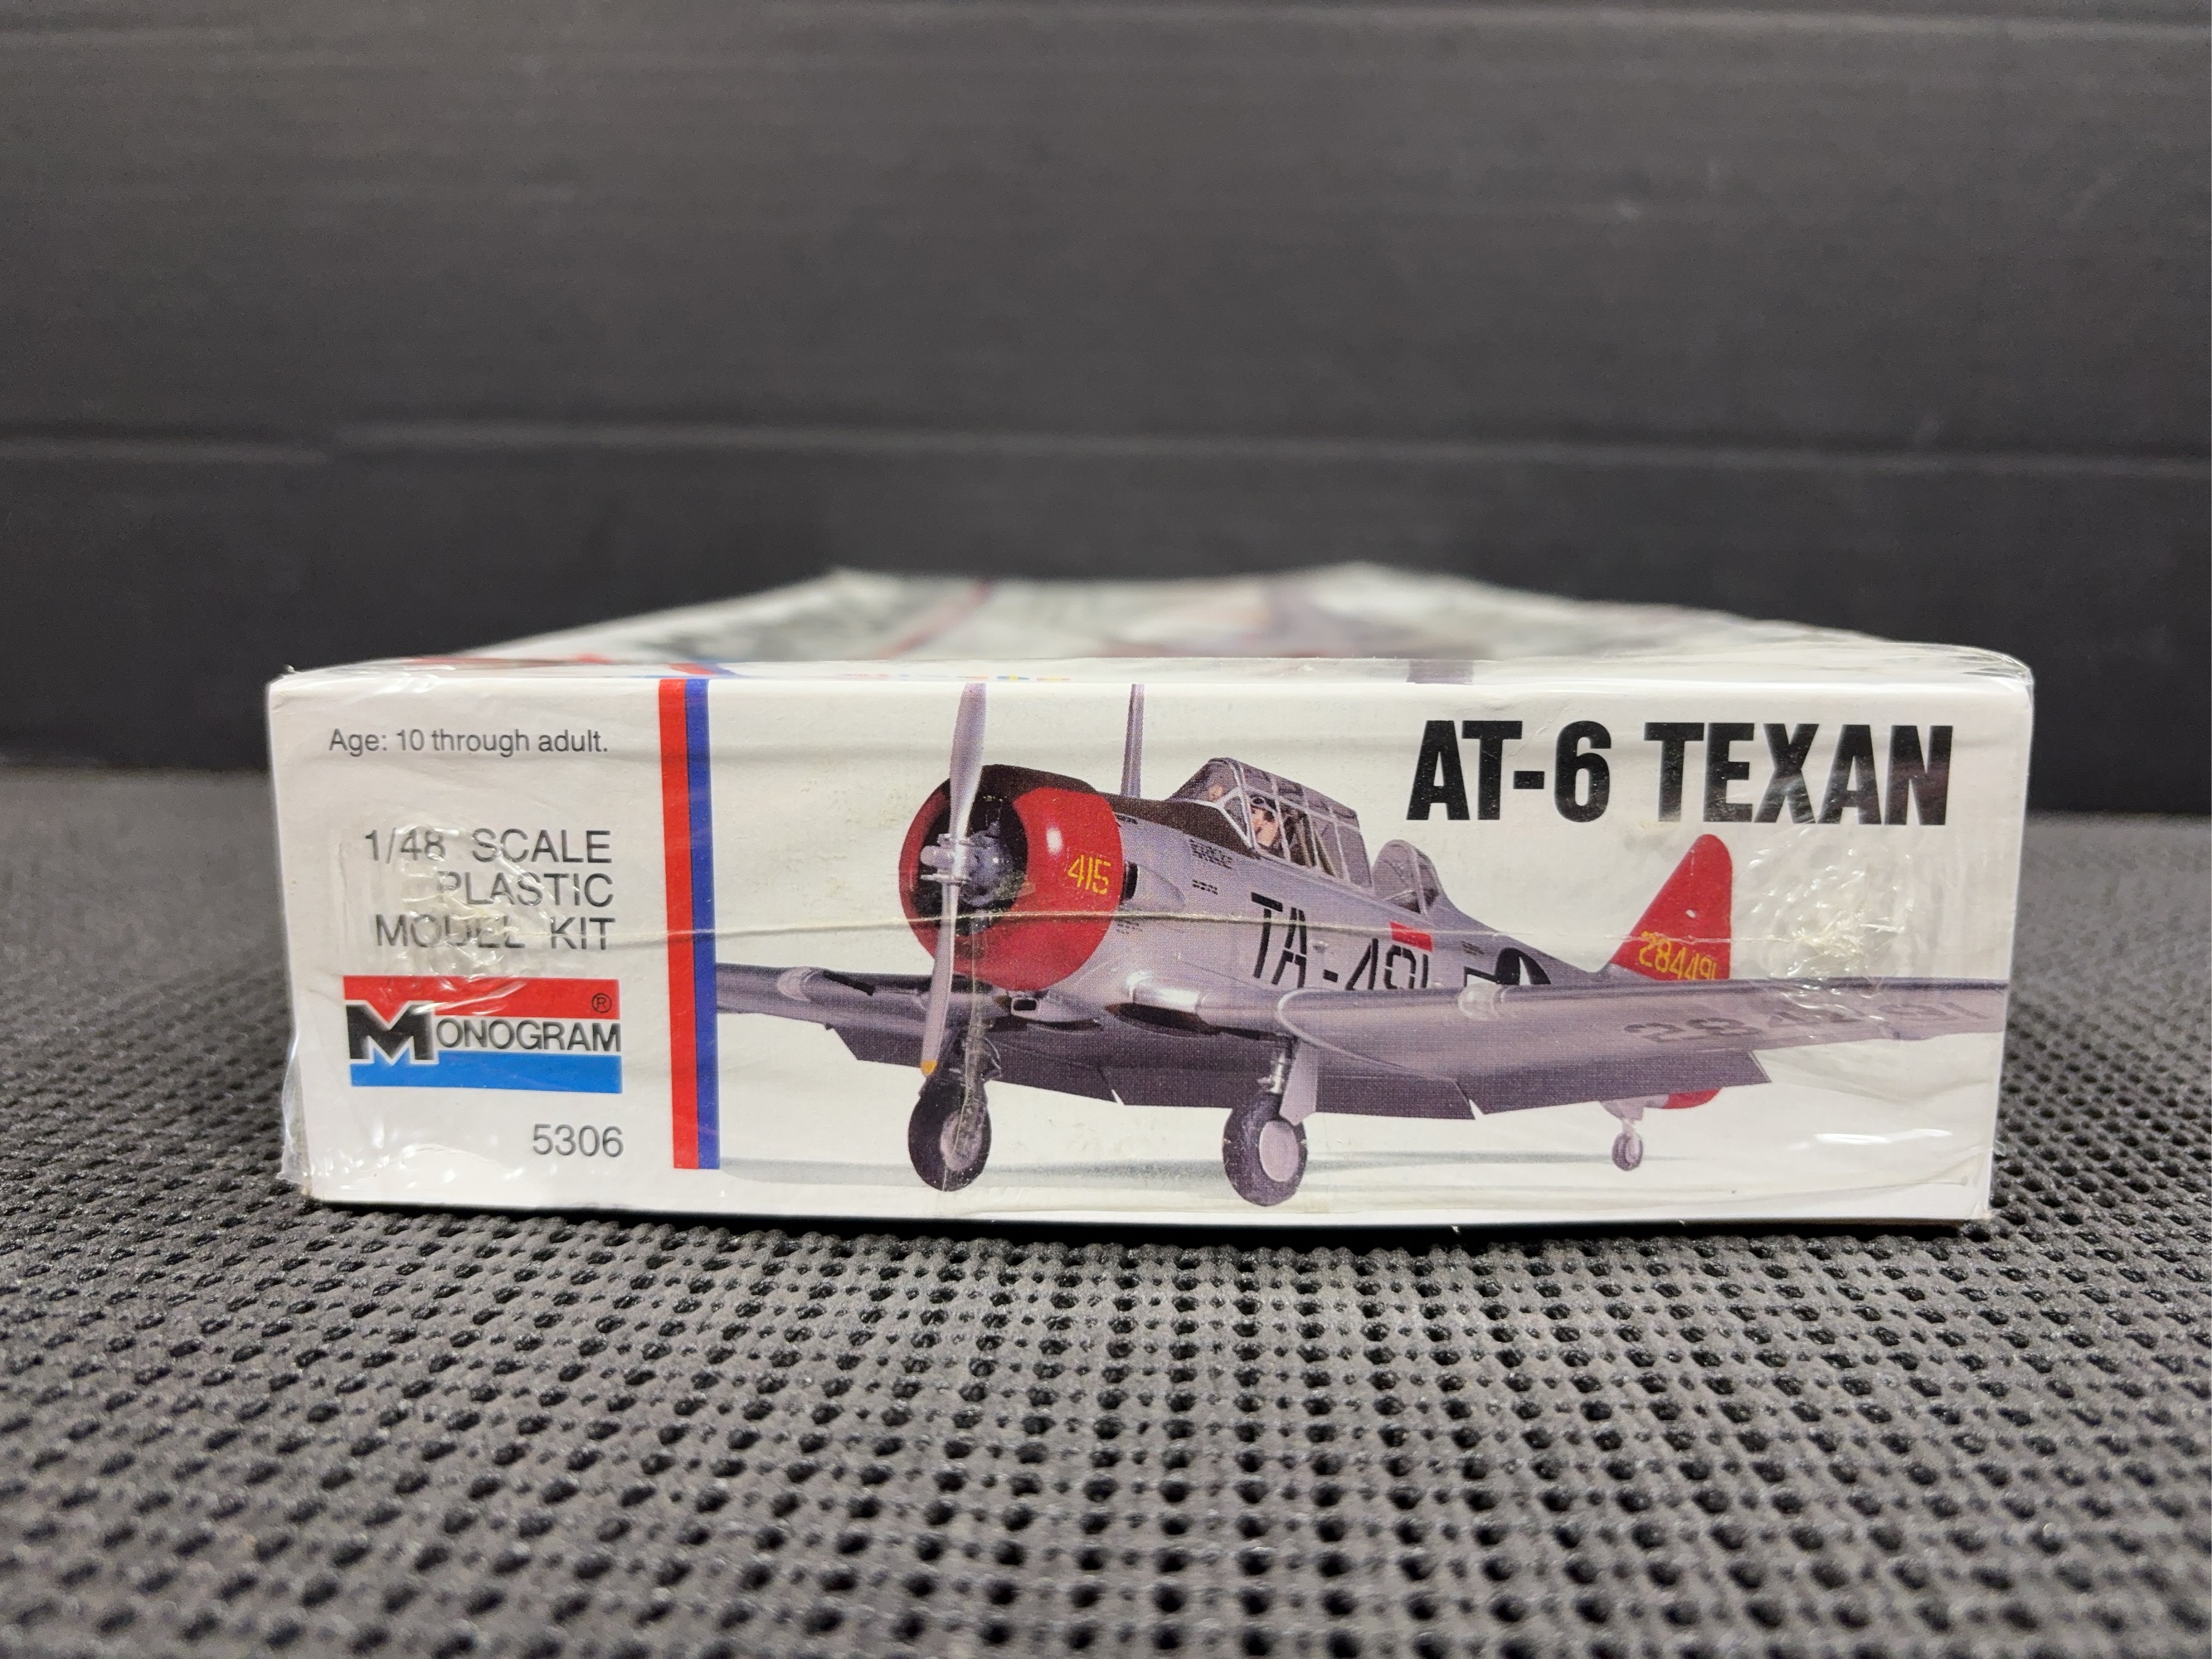 Age: 10 through adult.
1/48 SCALE
PLASTIC
MODEL KIT
MONOGRAM®
5306
AT-6 TEXAN
415
TA-491
284491